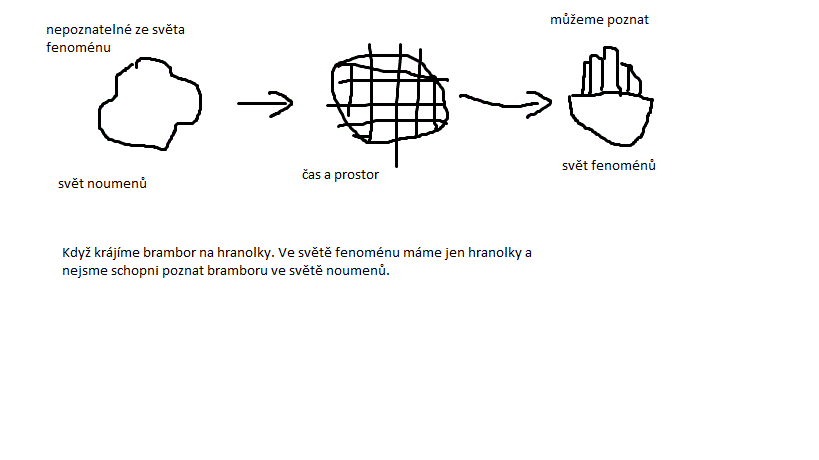 nepoznatelné ze světa
fenoménu
můžeme poznat
svět noumenů
čas a prostor
svět fenoménů
Když krájíme brambor na hranolky. Ve světě fenoménu máme jen hranolky a
nejsme schopni poznat bramboru ve světě noumenů.